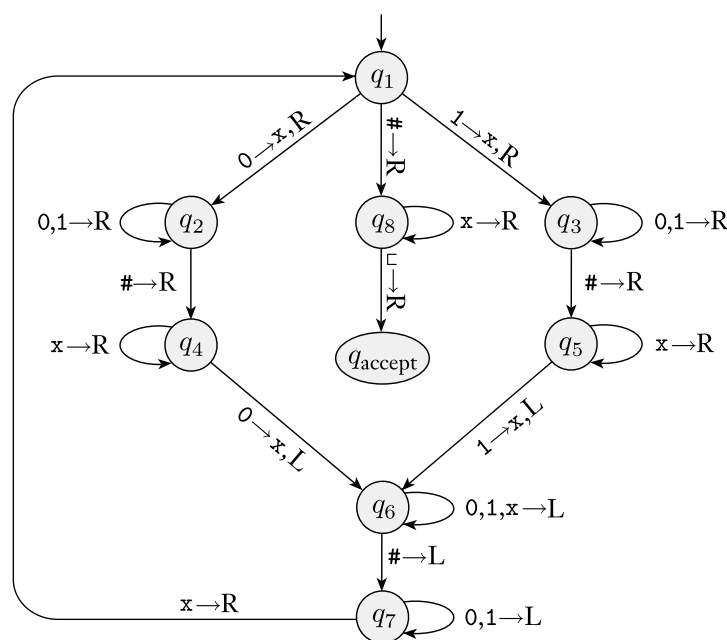 q1
0→x,R
#→R
1→x,R
0,1→R
q2
q8
x→R
q3
0,1→R
#→R
⊔→R
#→R
x→R
q4
qaccept
q5
x→R
0→x,L
1→x,L
q6
0,1,x→L
#→L
x→R
q7
0,1→L